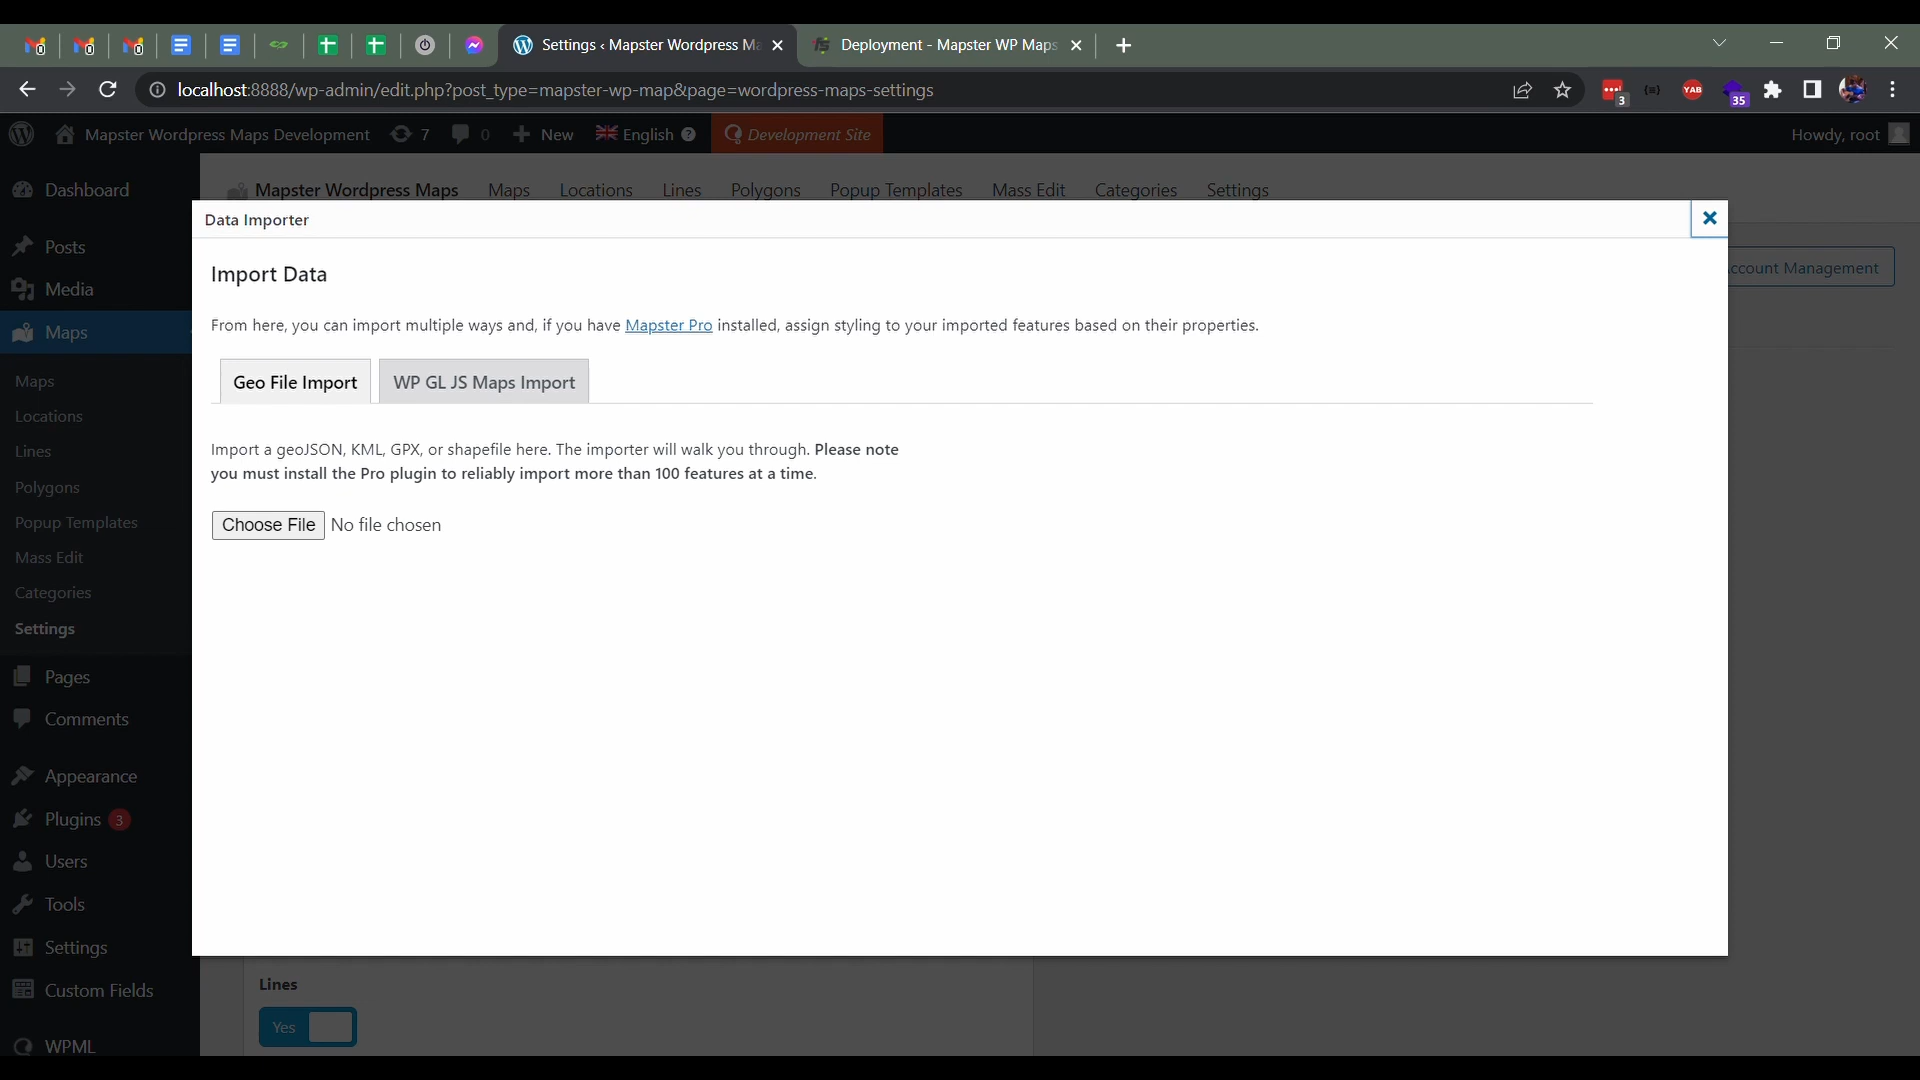 Settings ‹ Mapster Wordpress Ma
Deployment - Mapster WP Maps
localhost:8888/wp-admin/edit.php?post_type=mapster-wp-map&page=wordpress-maps-settings
3
YAB
35
Mapster Wordpress Maps Development
7
0
New
English
Development Site
Howdy, root
Mapster Wordpress Maps
Maps
Locations
Lines
Polygons
Popup Templates
Mass Edit
Categories
Settings
Dashboard
Posts
Media
Maps
Maps
Locations
Lines
Polygons
Popup Templates
Mass Edit
Categories
Settings
Pages
Comments
Appearance
Plugins 3
Users
Tools
Settings
Custom Fields
WPML
Data Importer
Account Management
Import Data
From here, you can import multiple ways and, if you have Mapster Pro installed, assign styling to your imported features based on their properties.
Geo File Import
WP GL JS Maps Import
Import a geoJSON, KML, GPX, or shapefile here. The importer will walk you through. Please note
you must install the Pro plugin to reliably import more than 100 features at a time.
Choose File No file chosen
Lines
Yes